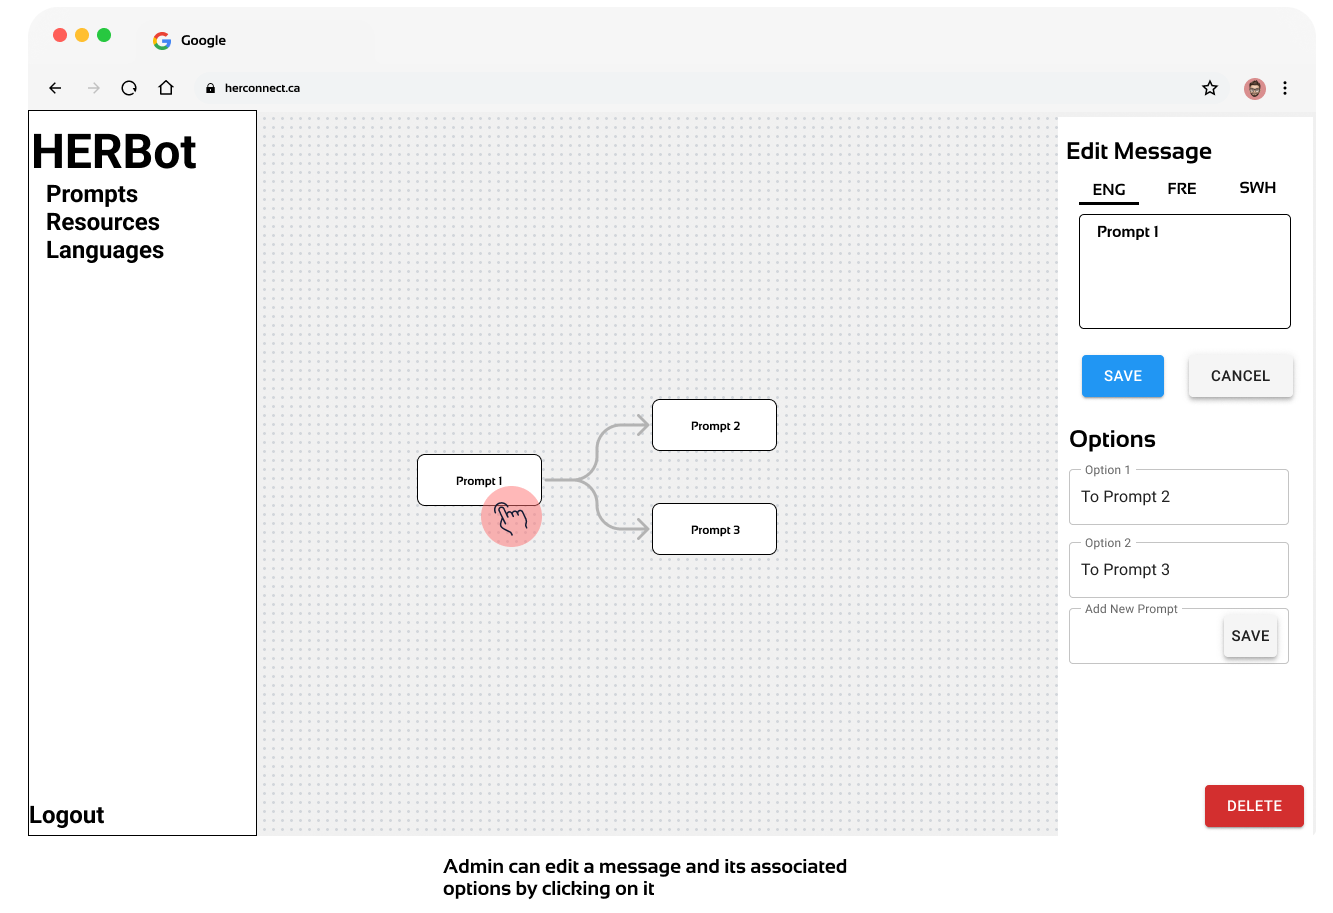 Google
herconnect.ca
HERBot
Prompts
Resources
Languages
Logout
Prompt 1
Prompt 2
Prompt 3
Edit Message
ENG FRE SWH
Prompt 1
SAVE CANCEL
Options
Option 1
To Prompt 2
Option 2
To Prompt 3
Add New Prompt
SAVE
DELETE
Admin can edit a message and its associated
options by clicking on it